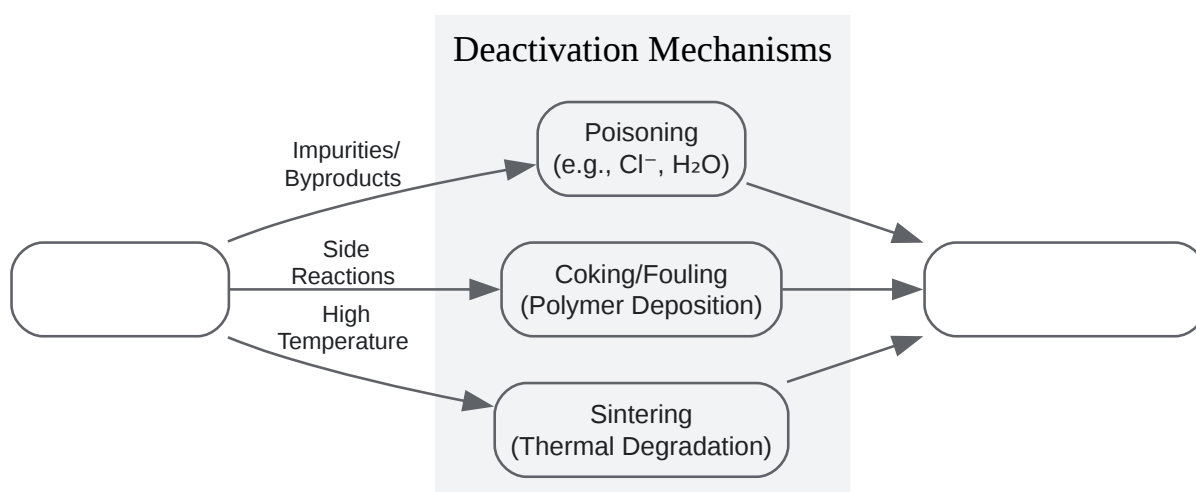 Deactivation Mechanisms
Impurities/
Byproducts
Poisoning
(e.g., Cl⁻, H₂O)
Side
Reactions
Coking/Fouling
(Polymer Deposition)
High
Temperature
Sintering
(Thermal Degradation)